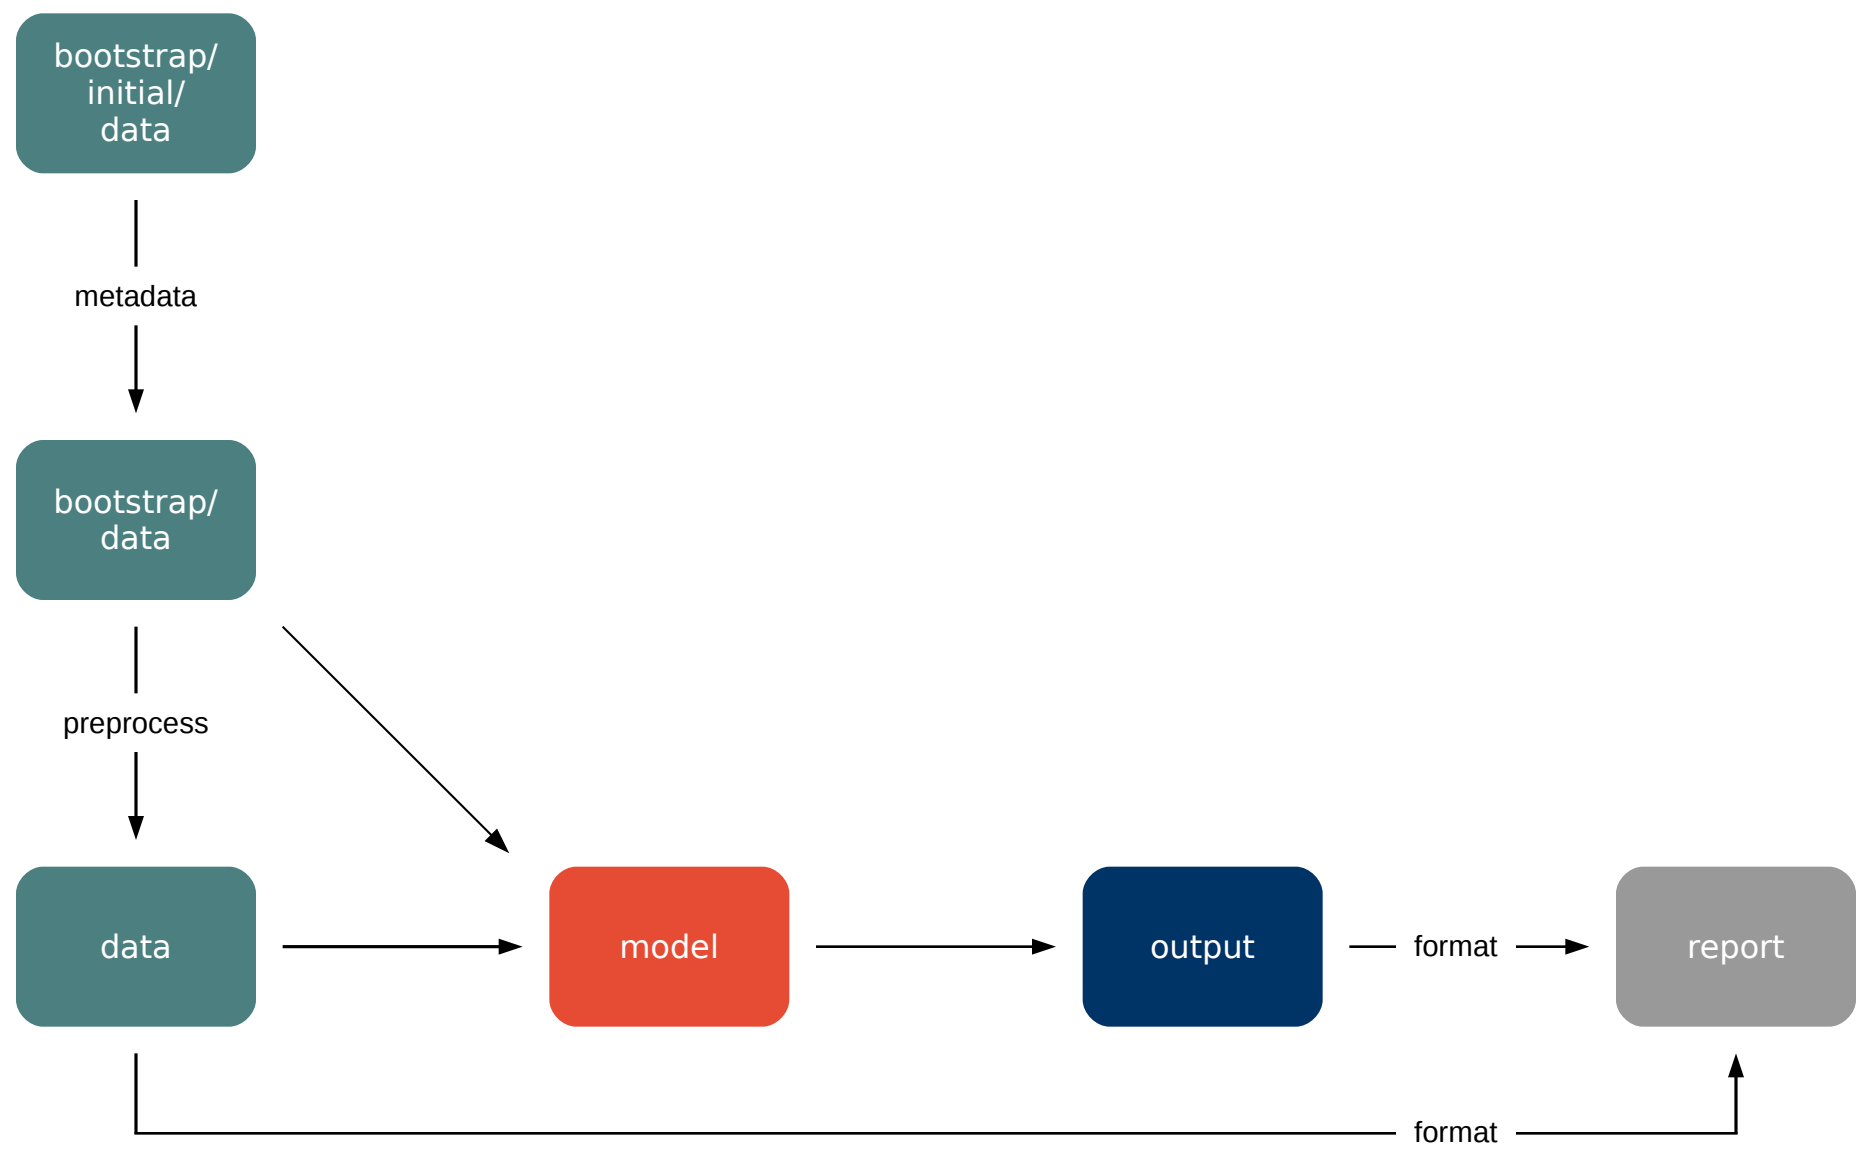 bootstrap/
initial/
data
metadata
bootstrap/
data
preprocess
data
model
output
format
report
format